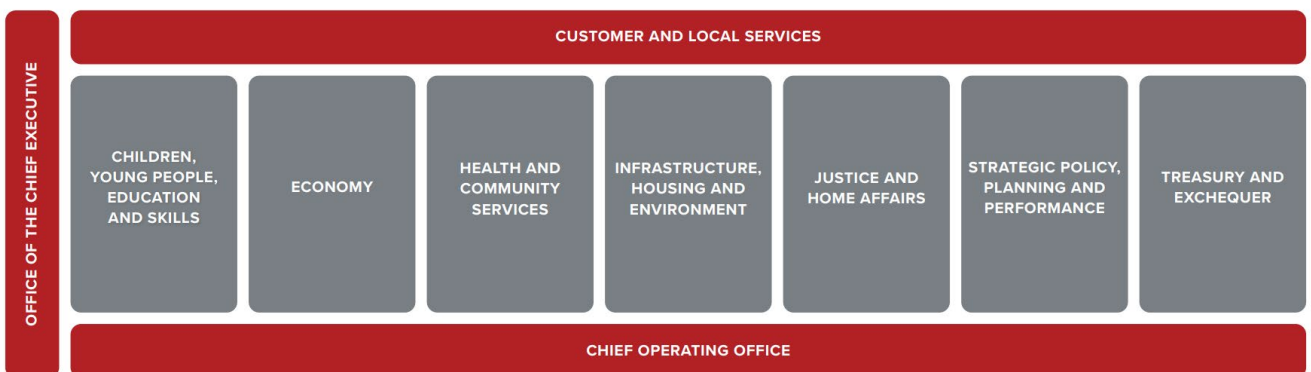 OFFICE OF THE CHIEF EXECUTIVE
CUSTOMER AND LOCAL SERVICES
CHILDREN,
YOUNG PEOPLE,
EDUCATION
AND SKILLS
ECONOMY
HEALTH AND
COMMUNITY
SERVICES
INFRASTRUCTURE,
HOUSING AND
ENVIRONMENT
JUSTICE AND
HOME AFFAIRS
STRATEGIC POLICY,
PLANNING AND
PERFORMANCE
TREASURY AND
EXCHEQUER
CHIEF OPERATING OFFICE